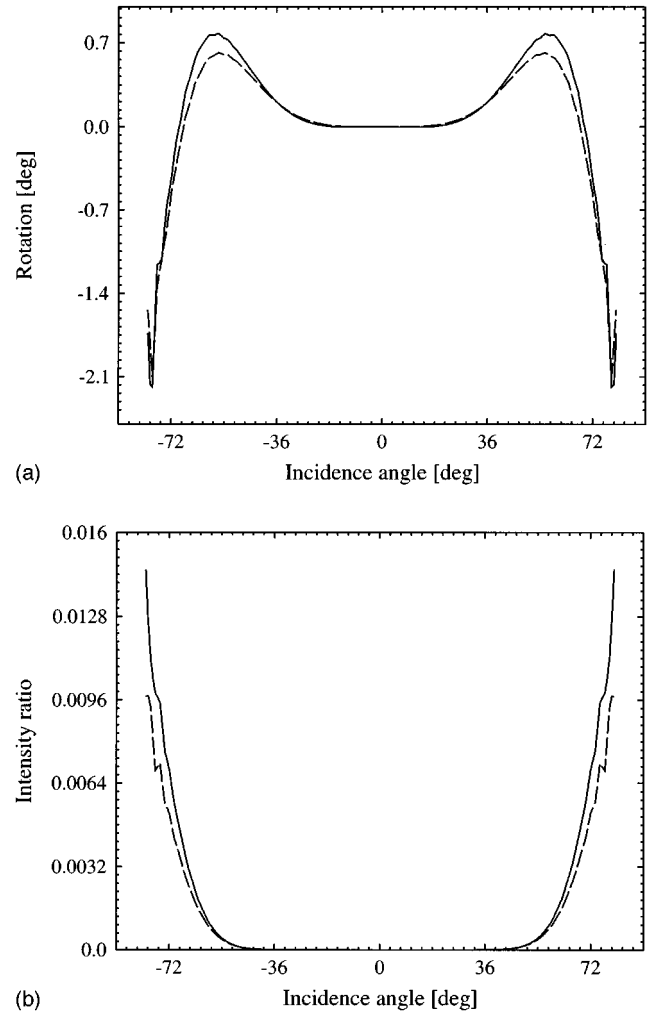 0.7
0.0
-0.7
-1.4
-2.1
Rotation [deg]
-72 -36 0 36 72
Incidence angle [deg]
(a)
0.016
0.0128
0.0096
0.0064
0.0032
0.0
Intensity ratio
-72 -36 0 36 72
Incidence angle [deg]
(b)